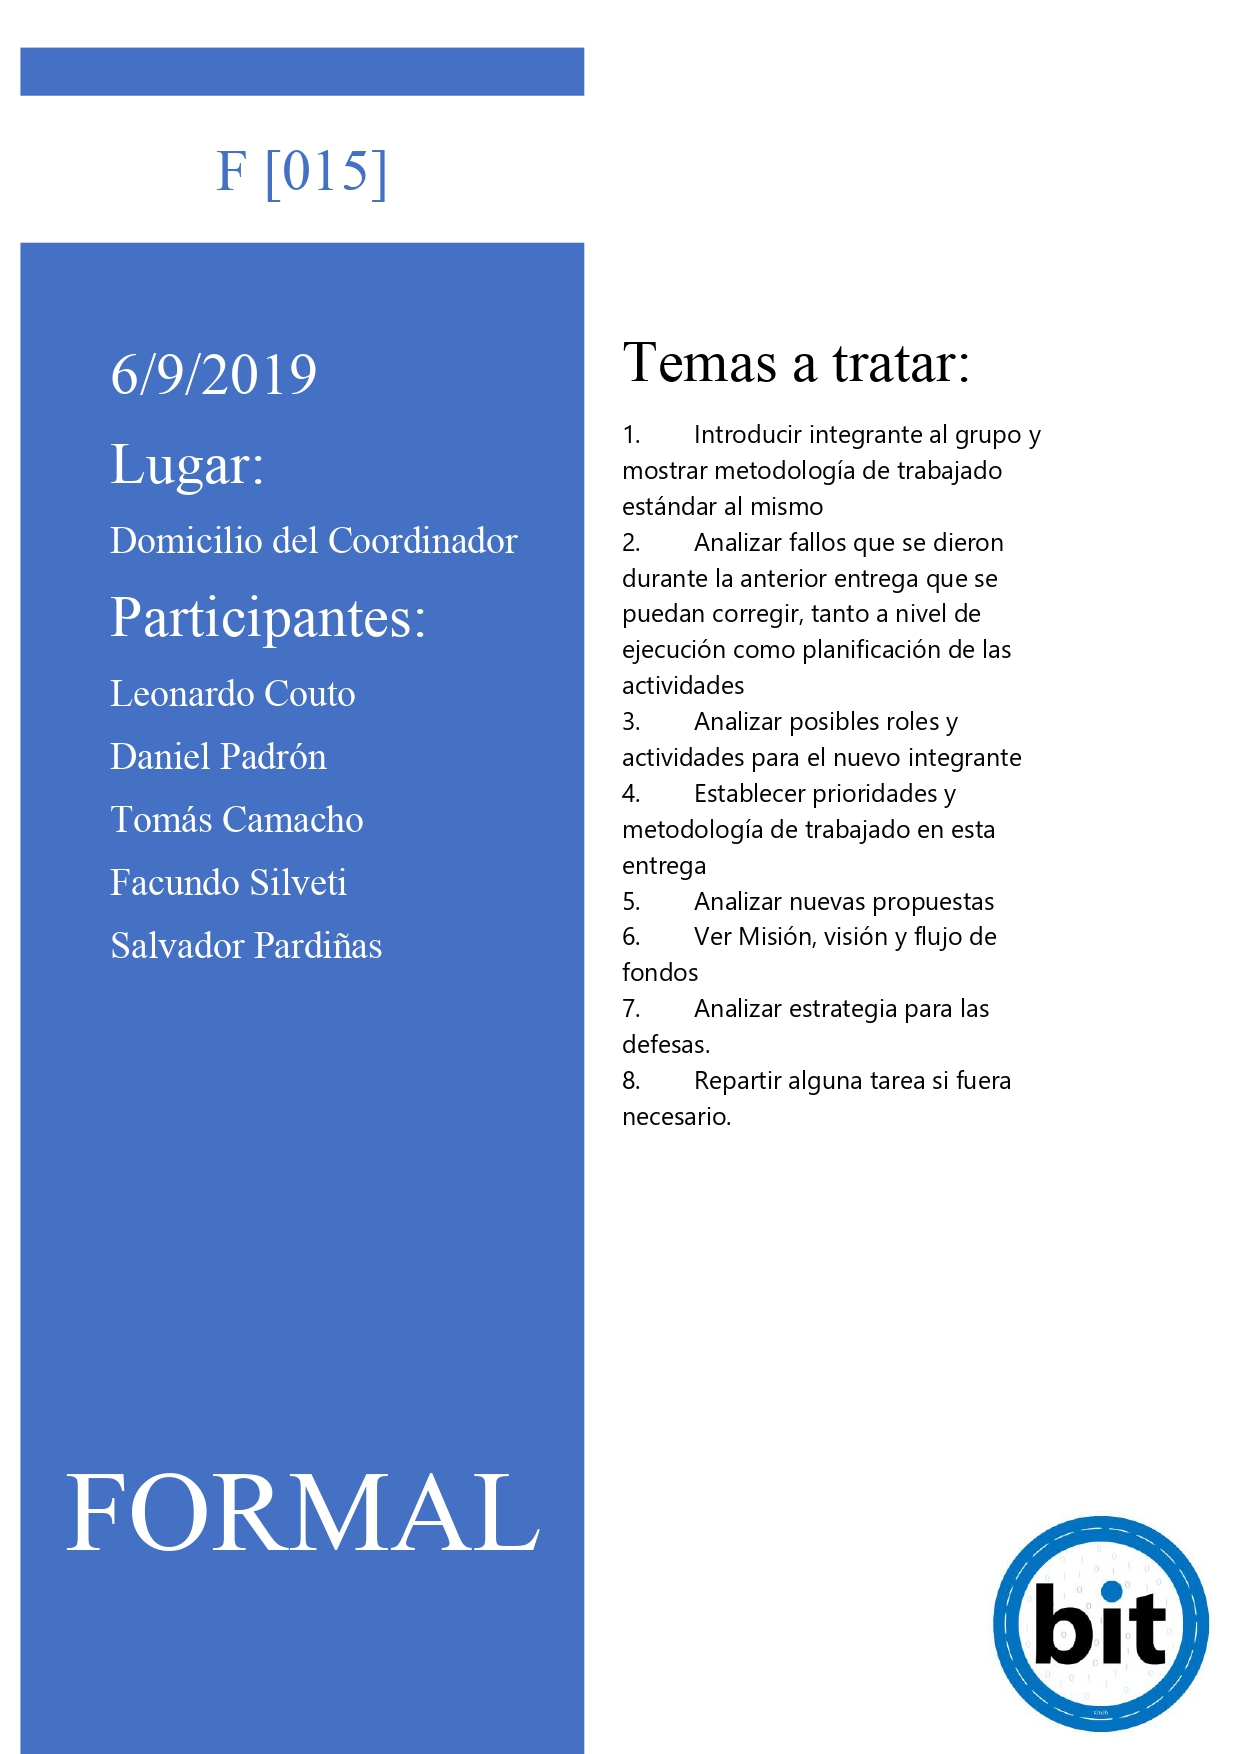 F [015]
6/9/2019
Lugar:
Domicilio del Coordinador
Participantes:
Leonardo Couto
Daniel Padrón
Tomás Camacho
Facundo Silveti
Salvador Pardiñas
FORMAL
Temas a tratar:
1. Introducir integrante al grupo y
mostrar metodología de trabajado
estándar al mismo
2. Analizar fallos que se dieron
durante la anterior entrega que se
puedan corregir, tanto a nivel de
ejecución como planificación de las
actividades
3. Analizar posibles roles y
actividades para el nuevo integrante
4. Establecer prioridades y
metodología de trabajado en esta
entrega
5. Analizar nuevas propuestas
6. Ver Misión, visión y flujo de
fondos
7. Analizar estrategia para las
defesas.
8. Repartir alguna tarea si fuera
necesario.
bit